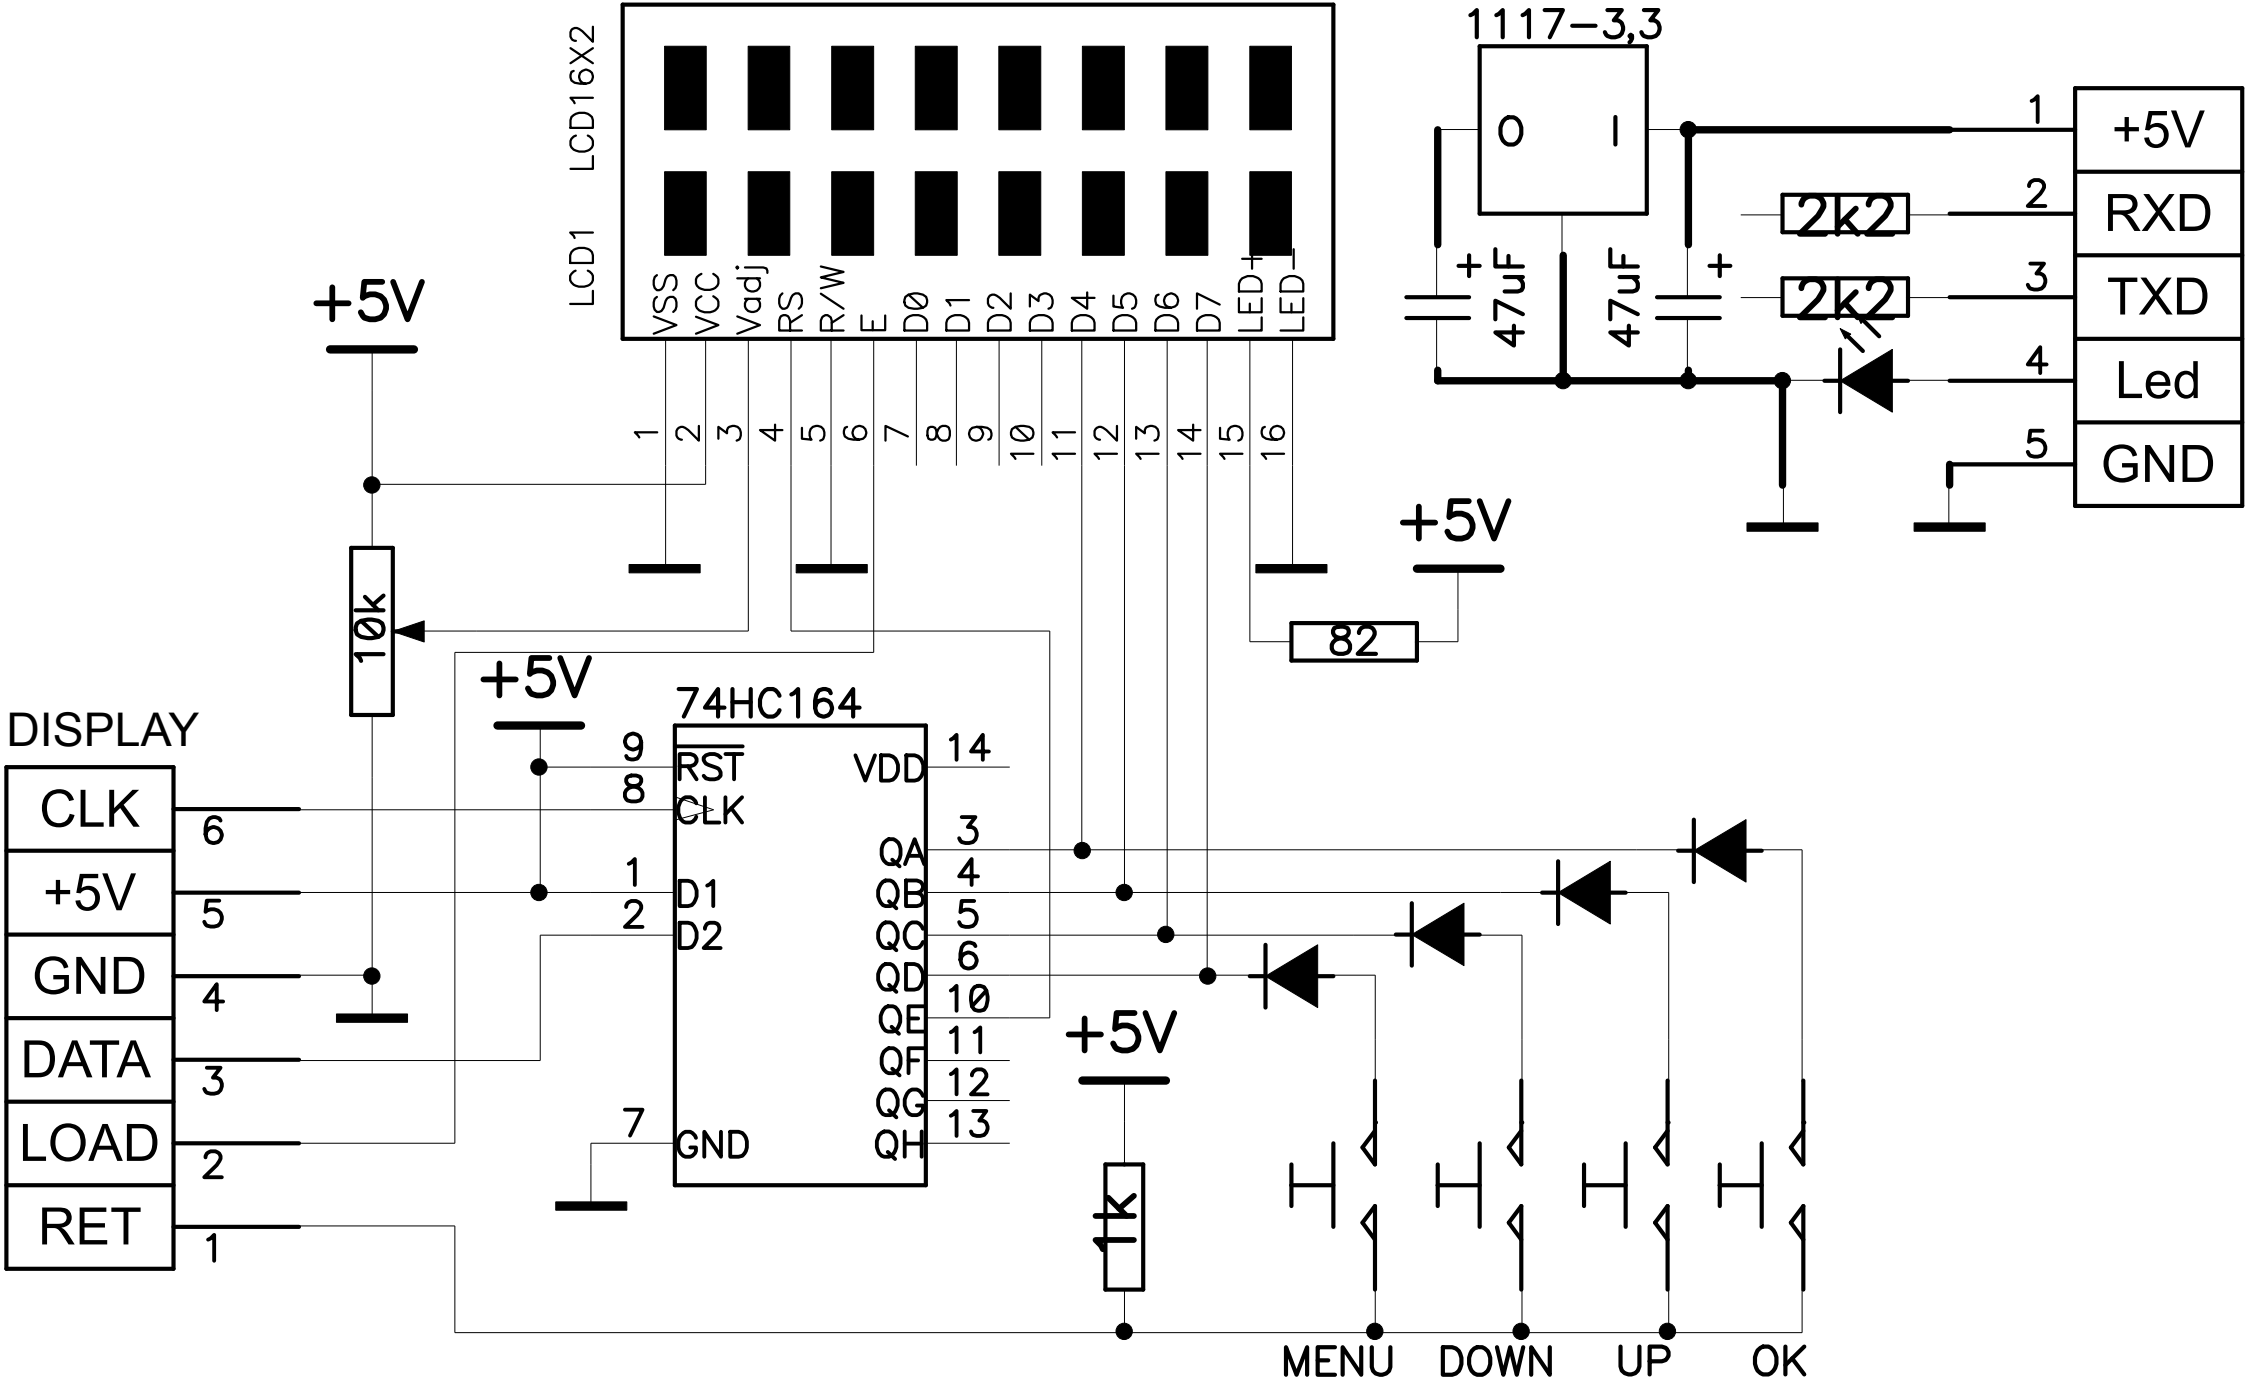 LCD16X2
LCD1
VSS
VCC
Vadj
RS
R/W
E
D0
D1
D2
D3
D4
D5
D6
D7
LED+
LED-
1
2
3
4
5
6
7
8
9
10
11
12
13
14
15
16
1117-3,3
O I
+ 47uF
47uF +
1 +5V
2 RXD
2k2
3 TXD
2k2
4 Led
5 GND
+5V
10k
+5V
82
+5V
DISPLAY
CLK 6
+5V 5
GND 4
DATA 3
LOAD 2
RET 1
74HC164
9 RST
8 CLK
1 D1
2 D2
7 GND
VDD 14
QA 3
QB 4
QC 5
QD 6
QE 10
QF 11
QG 12
QH 13
+5V
1k
MENU DOWN UP OK